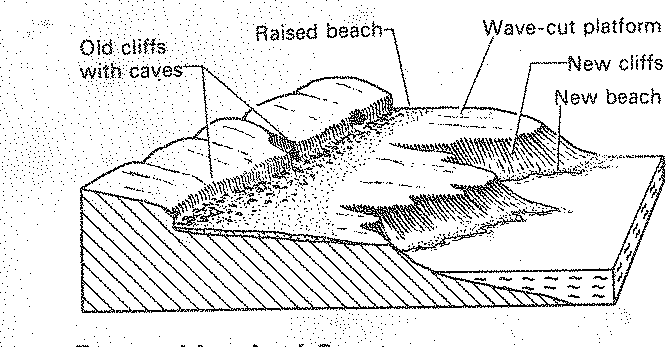 Raised beach
Wave-cut platform
Old cliffs
with caves
New cliffs
New beach